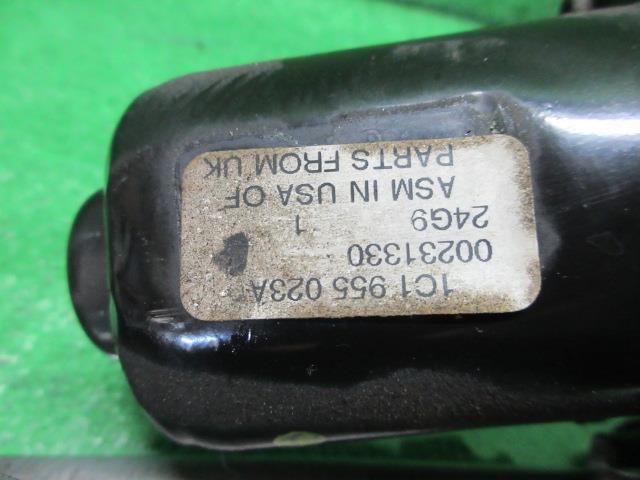 1C1 955 023A
00231330
24G9 1
ASM IN USA OF
PARTS FROM UK